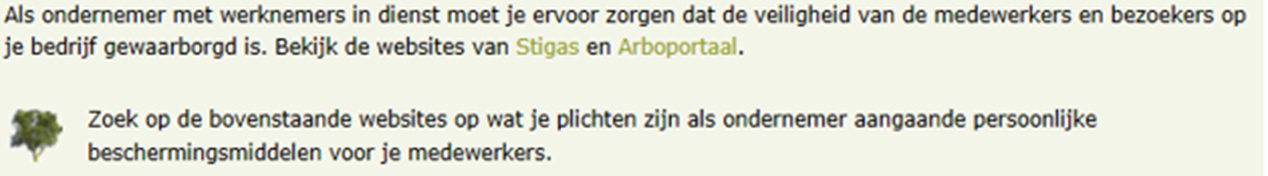 Als ondernemer met werknemers in dienst moet je ervoor zorgen dat de veiligheid van de medewerkers en bezoekers op
je bedrijf gewaarborgd is. Bekijk de websites van Stigas en Arboportaal.
Zoek op de bovenstaande websites op wat je plichten zijn als ondernemer aangaande persoonlijke
beschermingsmiddelen voor je medewerkers.